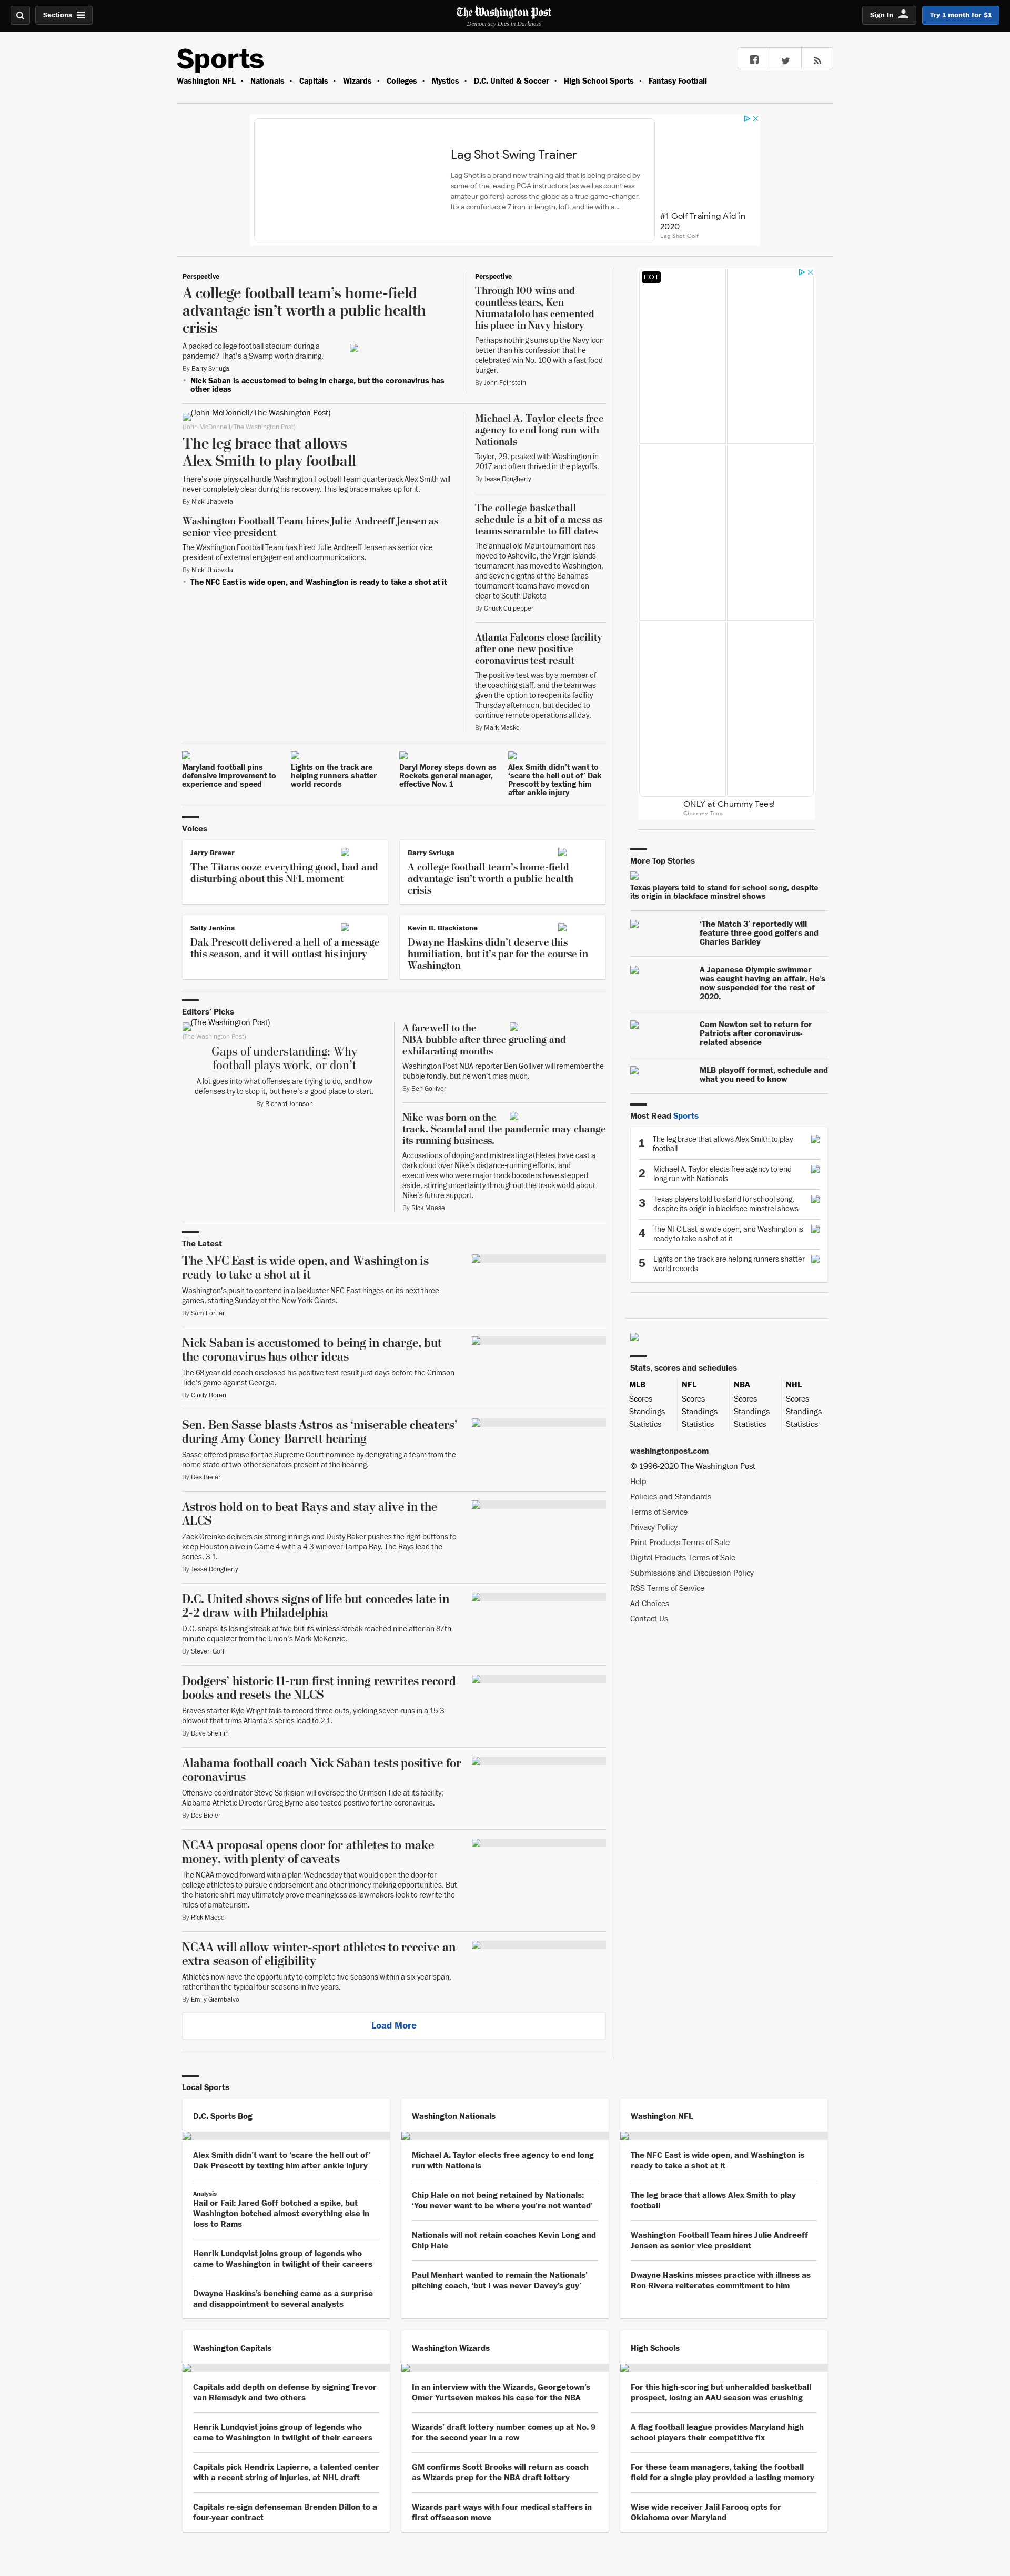 Sections
The Washington Post
Democracy Dies in Darkness
Sign In
Try 1 month for $1
Sports
Washington NFL • Nationals • Capitals • Wizards • Colleges • Mystics • D.C. United & Soccer • High School Sports • Fantasy Football
Lag Shot Swing Trainer
Lag Shot is a brand new training aid that is being praised by
some of the leading PGA instructors (as well as countless
amateur golfers) across the globe as a true game-changer.
It's a comfortable 7 iron in length, loft, and lie with a...
#1 Golf Training Aid in
2020
Lag Shot Golf
Perspective
A college football team's home-field
advantage isn't worth a public health
crisis
A packed college football stadium during a
pandemic? That's a Swamp worth draining.
By Barry Svrluga
• Nick Saban is accustomed to being in charge, but the coronavirus has
other ideas
Perspective
Through 100 wins and
countless tears, Ken
Niumatalolo has cemented
his place in Navy history
Perhaps nothing sums up the Navy icon
better than his confession that he
celebrated win No. 100 with a fast food
burger.
By John Feinstein
(John McDonnell/The Washington Post)
(John McDonnell/The Washington Post)
The leg brace that allows
Alex Smith to play football
There's one physical hurdle Washington Football Team quarterback Alex Smith will
never completely clear during his recovery. This leg brace makes up for it.
By Nicki Jhabvala
Washington Football Team hires Julie Andreeff Jensen as
senior vice president
The Washington Football Team has hired Julie Andreeff Jensen as senior vice
president of external engagement and communications.
By Nicki Jhabvala
• The NFC East is wide open, and Washington is ready to take a shot at it
Michael A. Taylor elects free
agency to end long run with
Nationals
Taylor, 29, peaked with Washington in
2017 and often thrived in the playoffs.
By Jesse Dougherty
The college basketball
schedule is a bit of a mess as
teams scramble to fill dates
The annual old Maui tournament has
moved to Asheville, the Virgin Islands
tournament has moved to Washington,
and seven-eighths of the Bahamas
tournament teams have moved on
clear to South Dakota
By Chuck Culpepper
Atlanta Falcons close facility
after one new positive
coronavirus test result
The positive test was by a member of
the coaching staff, and the team was
given the option to reopen its facility
Thursday afternoon, but decided to
continue remote operations all day.
By Mark Maske
Maryland football pins
defensive improvement to
experience and speed
Lights on the track are
helping runners shatter
world records
Daryl Morey steps down as
Rockets general manager,
effective Nov. 1
Alex Smith didn't want to
'scare the hell out of' Dak
Prescott by texting him
after ankle injury
Voices
Jerry Brewer
The Titans ooze everything good, bad and
disturbing about this NFL moment
Barry Svrluga
A college football team's home-field
advantage isn't worth a public health
crisis
Sally Jenkins
Dak Prescott delivered a hell of a message
this season, and it will outlast his injury
Kevin B. Blackistone
Dwayne Haskins didn't deserve this
humiliation, but it's par for the course in
Washington
Editors' Picks
(The Washington Post)
(The Washington Post)
Gaps of understanding: Why
football plays work, or don't
A lot goes into what offenses are trying to do, and how
defenses try to stop it, but here's a good place to start.
By Richard Johnson
A farewell to the
NBA bubble after three grueling and
exhilarating months
Washington Post NBA reporter Ben Golliver will remember the
bubble fondly, but he won't miss much.
By Ben Golliver
Nike was born on the
track. Scandal and the pandemic may change
its running business.
Accusations of doping and mistreating athletes have cast a
dark cloud over Nike's distance-running efforts, and
executives who were major track boosters have stepped
aside, stirring uncertainty throughout the track world about
Nike's future support.
By Rick Maese
The Latest
The NFC East is wide open, and Washington is
ready to take a shot at it
Washington's push to contend in a lackluster NFC East hinges on its next three
games, starting Sunday at the New York Giants.
By Sam Fortier
Nick Saban is accustomed to being in charge, but
the coronavirus has other ideas
The 68-year-old coach disclosed his positive test result just days before the Crimson
Tide's game against Georgia.
By Cindy Boren
Sen. Ben Sasse blasts Astros as 'miserable cheaters'
during Amy Coney Barrett hearing
Sasse offered praise for the Supreme Court nominee by denigrating a team from the
home state of two other senators present at the hearing.
By Des Bieler
Astros hold on to beat Rays and stay alive in the
ALCS
Zack Greinke delivers six strong innings and Dusty Baker pushes the right buttons to
keep Houston alive in Game 4 with a 4-3 win over Tampa Bay. The Rays lead the
series, 3-1.
By Jesse Dougherty
D.C. United shows signs of life but concedes late in
2-2 draw with Philadelphia
D.C. snaps its losing streak at five but its winless streak reached nine after an 87th-
minute equalizer from the Union's Mark McKenzie.
By Steven Goff
Dodgers' historic 11-run first inning rewrites record
books and resets the NLCS
Braves starter Kyle Wright fails to record three outs, yielding seven runs in a 15-3
blowout that trims Atlanta's series lead to 2-1.
By Dave Sheinin
Alabama football coach Nick Saban tests positive for
coronavirus
Offensive coordinator Steve Sarkisian will oversee the Crimson Tide at its facility;
Alabama Athletic Director Greg Byrne also tested positive for the coronavirus.
By Des Bieler
NCAA proposal opens door for athletes to make
money, with plenty of caveats
The NCAA moved forward with a plan Wednesday that would open the door for
college athletes to pursue endorsement and other money-making opportunities. But
the historic shift may ultimately prove meaningless as lawmakers look to rewrite the
rules of amateurism.
By Rick Maese
NCAA will allow winter-sport athletes to receive an
extra season of eligibility
Athletes now have the opportunity to complete five seasons within a six-year span,
rather than the typical four seasons in five years.
By Emily Giambalvo
Load More
HOT
ONLY at Chummy Tees!
Chummy Tees
More Top Stories
Texas players told to stand for school song, despite
its origin in blackface minstrel shows
'The Match 3' reportedly will
feature three good golfers and
Charles Barkley
A Japanese Olympic swimmer
was caught having an affair. He's
now suspended for the rest of
2020.
Cam Newton set to return for
Patriots after coronavirus-
related absence
MLB playoff format, schedule and
what you need to know
Most Read Sports
1 The leg brace that allows Alex Smith to play
football
2 Michael A. Taylor elects free agency to end
long run with Nationals
3 Texas players told to stand for school song,
despite its origin in blackface minstrel shows
4 The NFC East is wide open, and Washington is
ready to take a shot at it
5 Lights on the track are helping runners shatter
world records
Stats, scores and schedules
MLB NFL NBA NHL
Scores Scores Scores Scores
Standings Standings Standings Standings
Statistics Statistics Statistics Statistics
washingtonpost.com
© 1996-2020 The Washington Post
Help
Policies and Standards
Terms of Service
Privacy Policy
Print Products Terms of Sale
Digital Products Terms of Sale
Submissions and Discussion Policy
RSS Terms of Service
Ad Choices
Contact Us
Local Sports
D.C. Sports Bog
Alex Smith didn't want to 'scare the hell out of'
Dak Prescott by texting him after ankle injury
Analysis
Hail or Fail: Jared Goff botched a spike, but
Washington botched almost everything else in
loss to Rams
Henrik Lundqvist joins group of legends who
came to Washington in twilight of their careers
Dwayne Haskins's benching came as a surprise
and disappointment to several analysts
Washington Nationals
Michael A. Taylor elects free agency to end long
run with Nationals
Chip Hale on not being retained by Nationals:
'You never want to be where you're not wanted'
Nationals will not retain coaches Kevin Long and
Chip Hale
Paul Menhart wanted to remain the Nationals'
pitching coach, 'but I was never Davey's guy'
Washington NFL
The NFC East is wide open, and Washington is
ready to take a shot at it
The leg brace that allows Alex Smith to play
football
Washington Football Team hires Julie Andreeff
Jensen as senior vice president
Dwayne Haskins misses practice with illness as
Ron Rivera reiterates commitment to him
Washington Capitals
Capitals add depth on defense by signing Trevor
van Riemsdyk and two others
Henrik Lundqvist joins group of legends who
came to Washington in twilight of their careers
Capitals pick Hendrix Lapierre, a talented center
with a recent string of injuries, at NHL draft
Capitals re-sign defenseman Brenden Dillon to a
four-year contract
Washington Wizards
In an interview with the Wizards, Georgetown's
Omer Yurtseven makes his case for the NBA
Wizards' draft lottery number comes up at No. 9
for the second year in a row
GM confirms Scott Brooks will return as coach
as Wizards prep for the NBA draft lottery
Wizards part ways with four medical staffers in
first offseason move
High Schools
For this high-scoring but unheralded basketball
prospect, losing an AAU season was crushing
A flag football league provides Maryland high
school players their competitive fix
For these team managers, taking the football
field for a single play provided a lasting memory
Wise wide receiver Jalil Farooq opts for
Oklahoma over Maryland